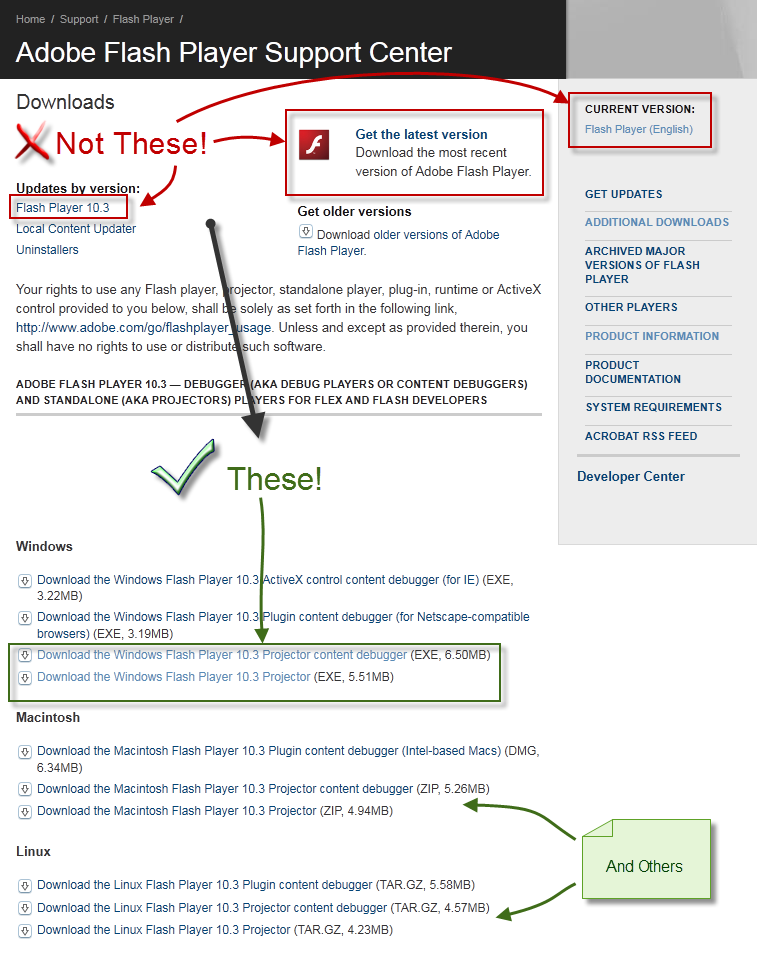 Home / Support / Flash Player /
Adobe Flash Player Support Center
Downloads
Not These!
Get the latest version
Download the most recent
version of Adobe Flash Player.
Updates by version:
Flash Player 10.3
Local Content Updater
Uninstallers
Get older versions
Download older versions of Adobe
Flash Player.
Your rights to use any Flash player, projector, standalone player, plug-in, runtime or ActiveX
control provided to you below, shall be solely as set forth in the following link,
http://www.adobe.com/go/flashplayer_usage. Unless and except as provided therein, you
shall have no rights to use or distribute such software.
ADOBE FLASH PLAYER 10.3 — DEBUGGER (AKA DEBUG PLAYERS OR CONTENT DEBUGGERS)
AND STANDALONE (AKA PROJECTORS) PLAYERS FOR FLEX AND FLASH DEVELOPERS
These!
Windows
Download the Windows Flash Player 10.3 ActiveX control content debugger (for IE) (EXE,
3.22MB)
Download the Windows Flash Player 10.3 Plugin content debugger (for Netscape-compatible
browsers) (EXE, 3.19MB)
Download the Windows Flash Player 10.3 Projector content debugger (EXE, 6.50MB)
Download the Windows Flash Player 10.3 Projector (EXE, 5.51MB)
Macintosh
Download the Macintosh Flash Player 10.3 Plugin content debugger (Intel-based Macs) (DMG,
6.34MB)
Download the Macintosh Flash Player 10.3 Projector content debugger (ZIP, 5.26MB)
Download the Macintosh Flash Player 10.3 Projector (ZIP, 4.94MB)
Linux
Download the Linux Flash Player 10.3 Plugin content debugger (TAR.GZ, 5.58MB)
Download the Linux Flash Player 10.3 Projector content debugger (TAR.GZ, 4.57MB)
Download the Linux Flash Player 10.3 Projector (TAR.GZ, 4.23MB)
And Others
CURRENT VERSION:
Flash Player (English)
GET UPDATES
ADDITIONAL DOWNLOADS
ARCHIVED MAJOR
VERSIONS OF FLASH
PLAYER
OTHER PLAYERS
PRODUCT INFORMATION
PRODUCT
DOCUMENTATION
SYSTEM REQUIREMENTS
ACROBAT RSS FEED
Developer Center